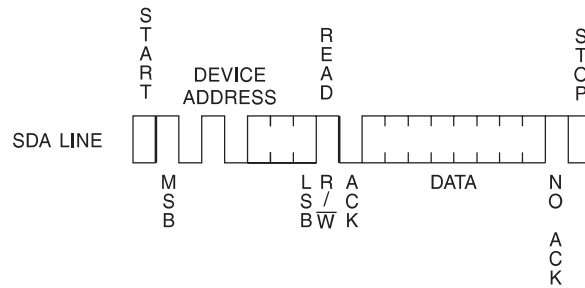 START
DEVICE
ADDRESS
READ
STOP
SDA LINE
MSB
LSB
R/W
ACK
DATA
NO ACK